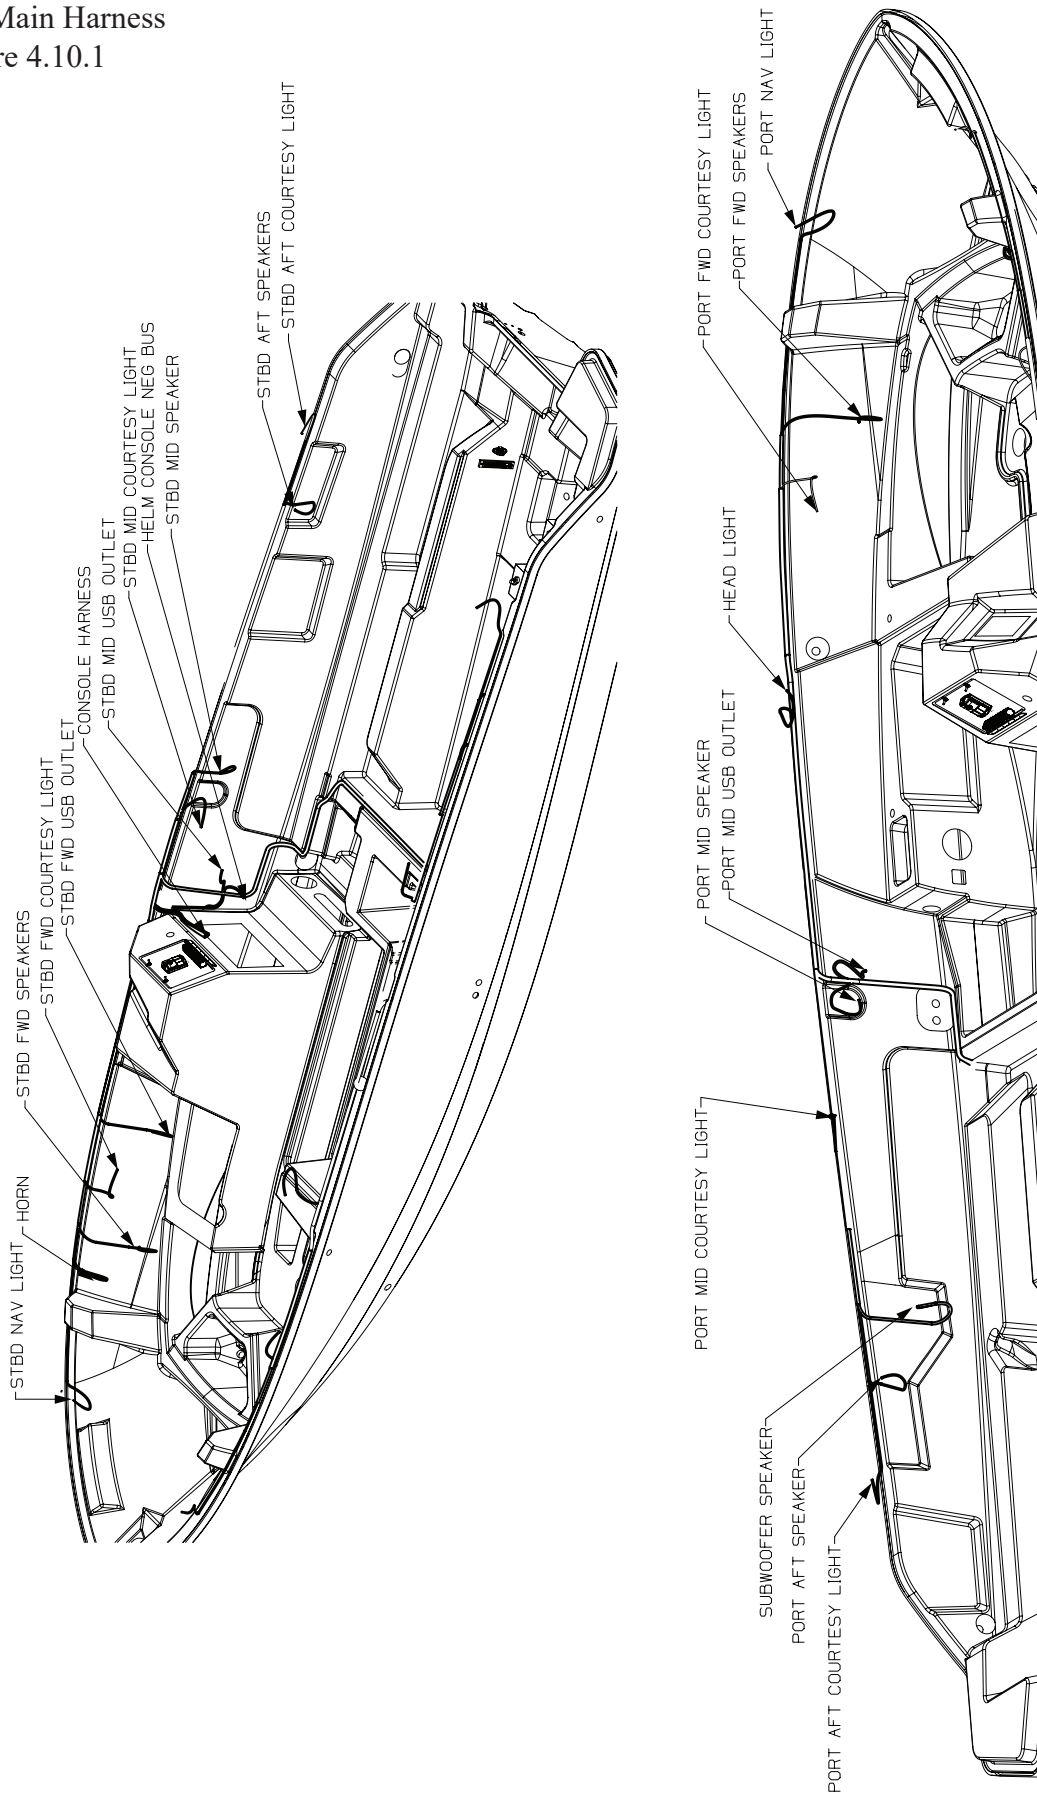 Main Harness
re 4.10.1
STBD NAV LIGHT
HORN
STBD FWD SPEAKERS
STBD FWD COURTESY LIGHT
STBD FWD USB OUTLET
CONSOLE HARNESS
STBD MID USB OUTLET
STBD MID COURTESY LIGHT
HELM CONSOLE NEG BUS
STBD MID SPEAKER
STBD AFT SPEAKERS
STBD AFT COURTESY LIGHT
PORT FWD COURTESY LIGHT
PORT FWD SPEAKERS
PORT NAV LIGHT
HEAD LIGHT
PORT MID SPEAKER
PORT MID USB OUTLET
PORT MID COURTESY LIGHT
SUBWOOFER SPEAKER
PORT AFT SPEAKER
PORT AFT COURTESY LIGHT